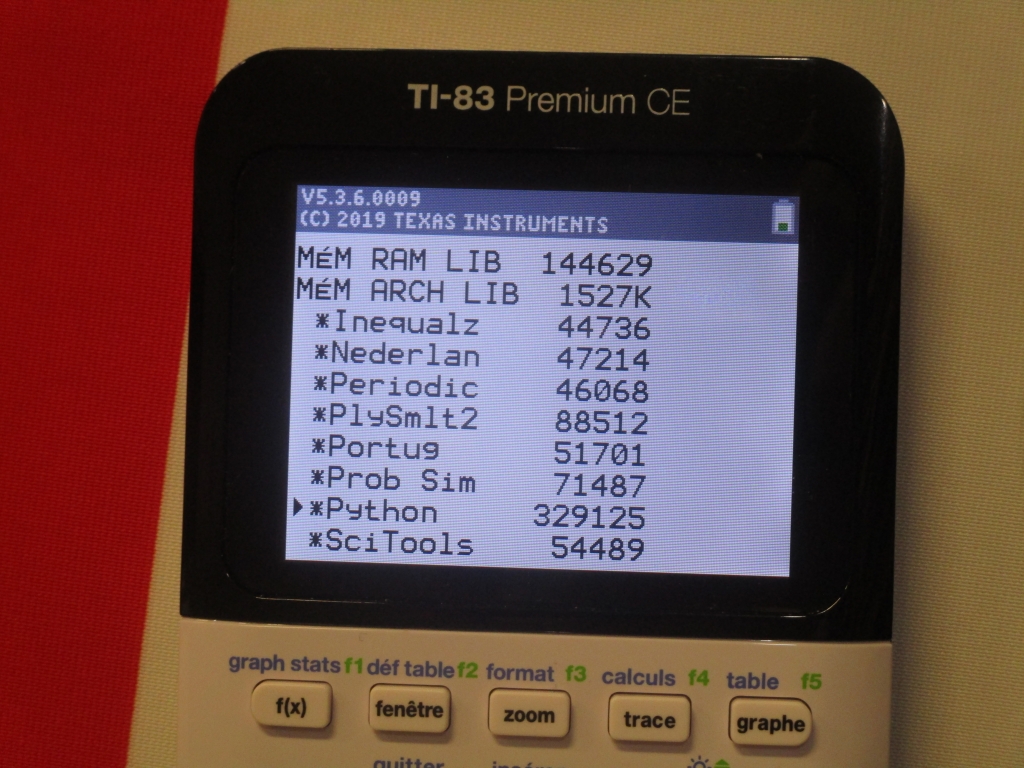 TI-83 Premium CE
V5.3.6.0009
(C) 2019 TEXAS INSTRUMENTS
MéM RAM LIB 144629
MéM ARCH LIB 1527K
*Inequalz 44736
*Nederlan 47214
*Periodic 46068
*PlySmlt2 88512
*Portug 51701
*Prob Sim 71487
*Python 329125
*SciTools 54489
graph stats f1 déf table f2 format f3 calculs f4 table f5
f(x) fenêtre zoom trace graphe
quitter